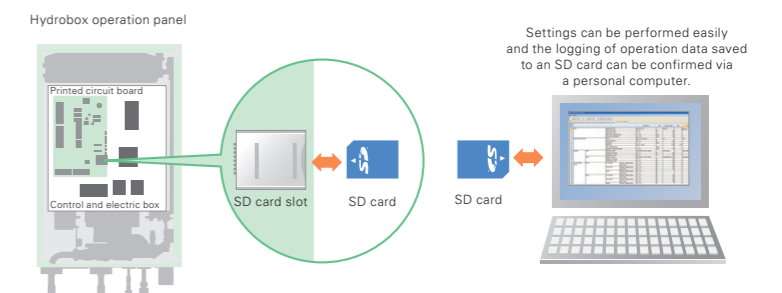 Hydrobox operation panel
Settings can be performed easily
and the logging of operation data saved
to an SD card can be confirmed via
a personal computer.
Printed circuit board
Control and electric box
SD card slot
SD card
SD card